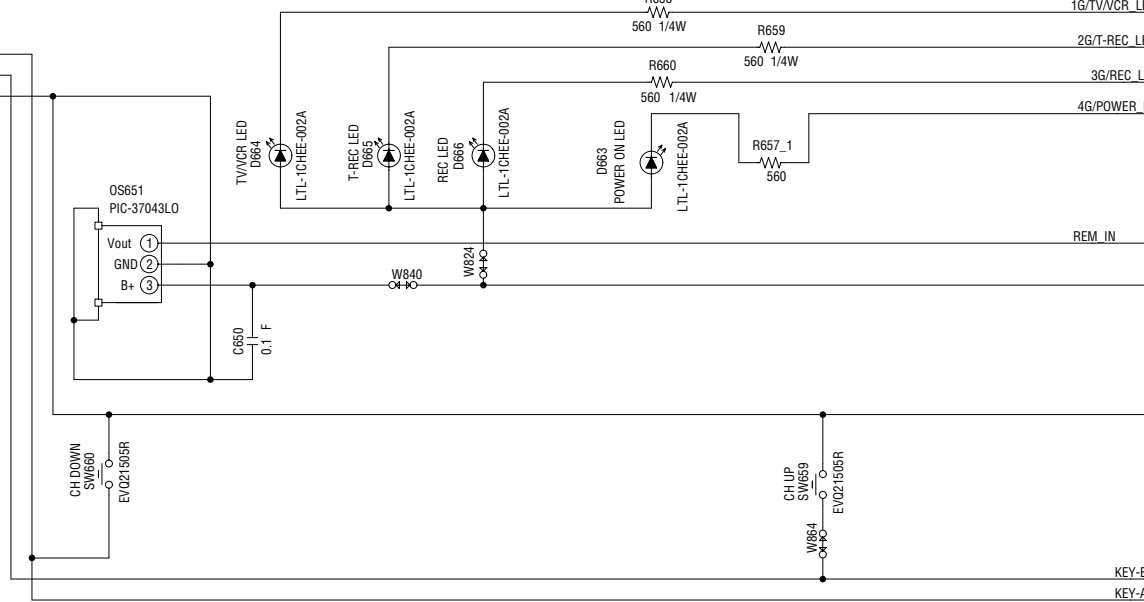 560 1/4W
1G/TV/VCR_L
R659
560 1/4W
2G/T-REC_L
R660
560 1/4W
3G/REC_L
4G/POWER_
TV/VCR LED
D664
LTL-1CHEE-002A
T-REC LED
D665
LTL-1CHEE-002A
REC LED
D666
LTL-1CHEE-002A
D663
POWER ON LED
LTL-1CHEE-002A
R657_1
560
OS651
PIC-37043LO
Vout 1
GND 2
B+ 3
REM_IN
W824
W840
C650
0.1 F
CH DOWN
SW660
EVQ21505R
CH UP
SW659
EVQ21505R
W864
KEY-
KEY-A